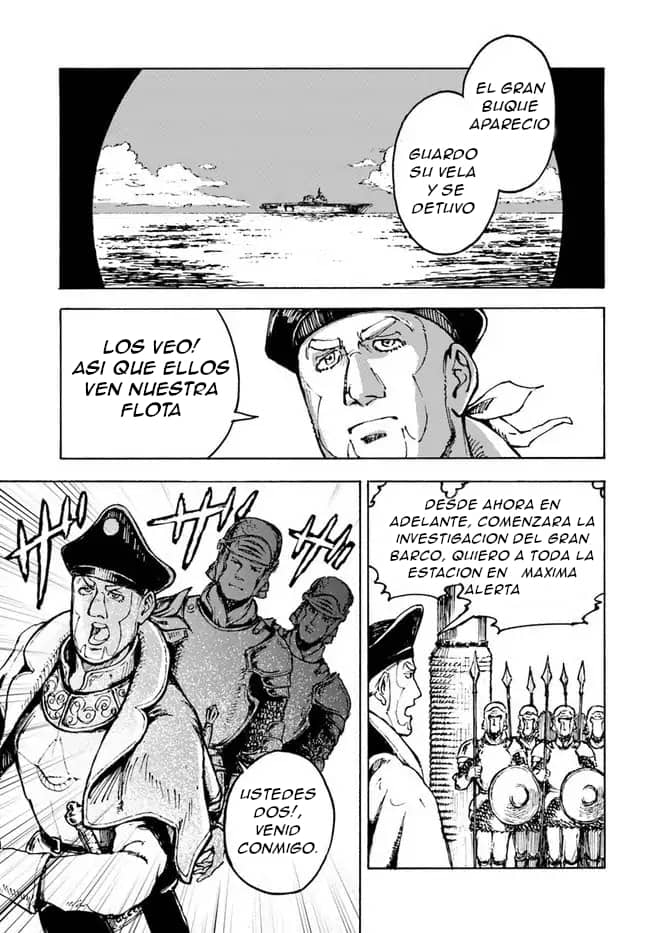 EL GRAN
BUQUE
APARECIO
GUARDO
SU VELA
Y SE
DETUVO
LOS VEO!
ASI QUE ELLOS
VEN NUESTRA
FLOTA
DESDE AHORA EN
ADELANTE, COMENZARA LA
INVESTIGACION DEL GRAN
BARCO, QUIERO A TODA LA
ESTACION EN MAXIMA
ALERTA
USTEDES
DOS!,
VENID
CONMIGO.